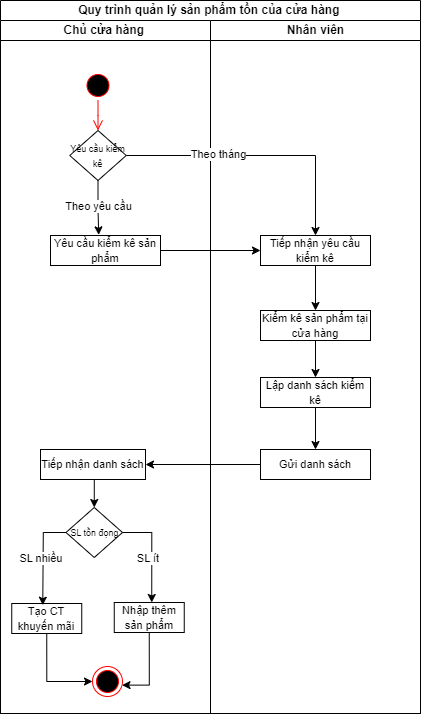 Quy trình quản lý sản phẩm tồn của cửa hàng
Chủ cửa hàng
Nhân viên
Yêu cầu kiểm
kê
Theo tháng
Theo yêu cầu
Yêu cầu kiểm kê sản
phẩm
Tiếp nhận yêu cầu
kiểm kê
Kiểm kê sản phẩm tại
cửa hàng
Lập danh sách kiểm
kê
Tiếp nhận danh sách
Gửi danh sách
SL tồn đọng
SL nhiều
SL ít
Tạo CT
khuyến mãi
Nhập thêm
sản phẩm